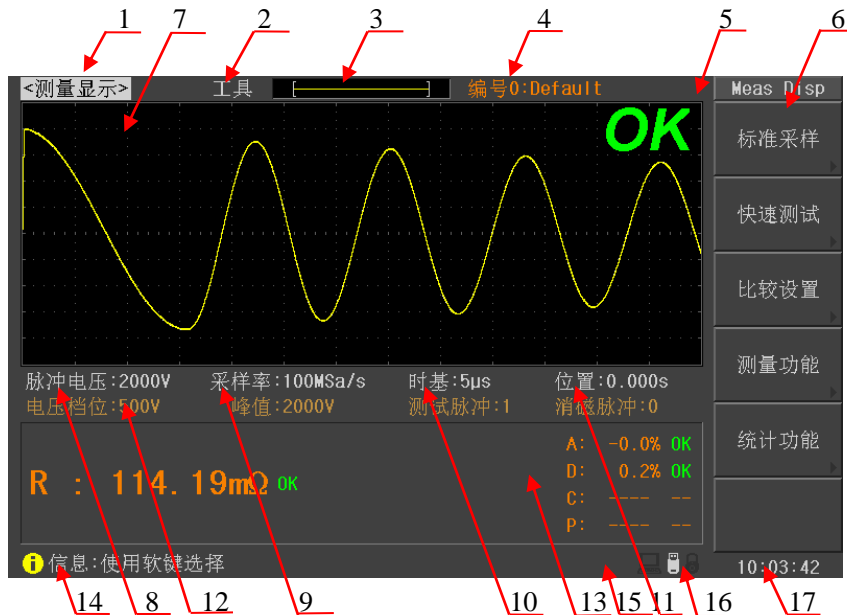 1 7 2 3 4 5 6
<测量显示> 工具 [ ] 编号0:Default Meas Disp
OK
标准采样
快速测试
比较设置
测量功能
统计功能
脉冲电压:2000V 采样率:100MSa/s 时基:5μs 位置:0.000s
电压档位:500V 峰值:2000V 测试脉冲:1 消磁脉冲:0
R : 114.19mΩ OK
A: -0.0% OK
D: 0.2% OK
C: ---- --
P: ---- --
信息:使用软键选择 10:03:42
14 8 12 9 10 13 15 11 16 17